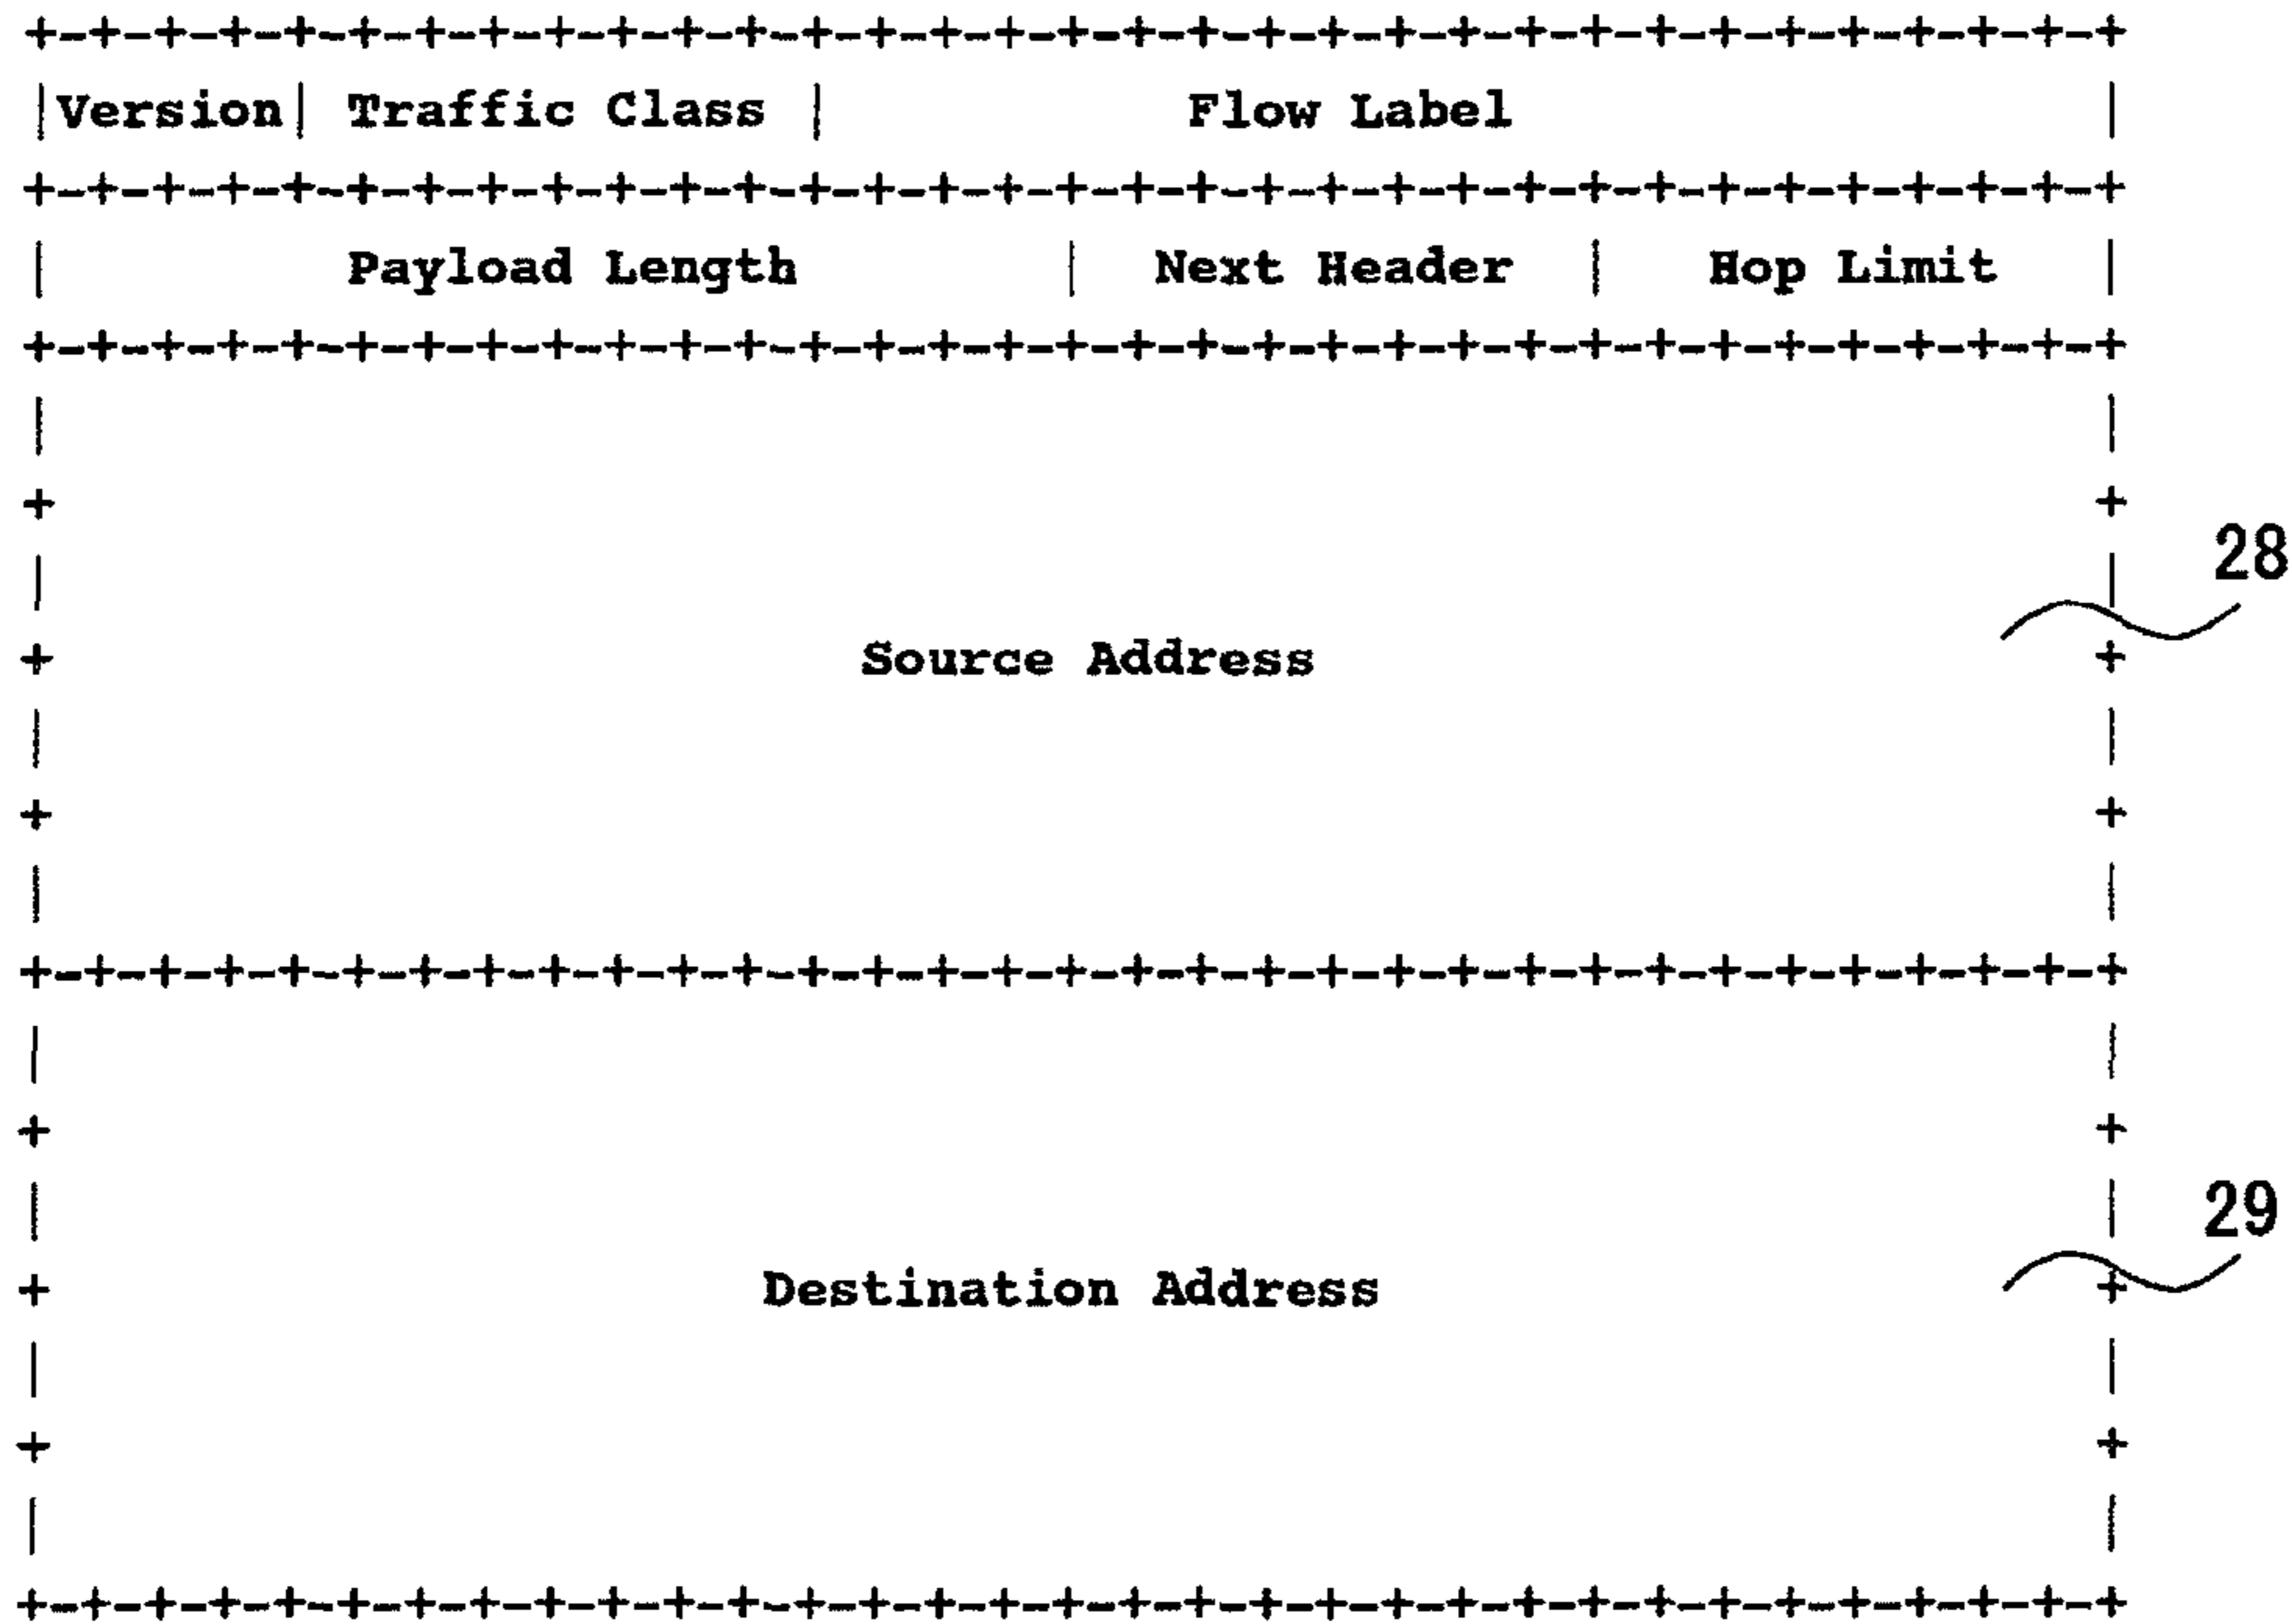 +-+-+-+-+-+-+-+-+-+-+-+-+-+-+-+-+-+-+-+-+-+-+-+-+-+-+-+-+-+-+-+-+
|Version| Traffic Class | Flow Label |
+-+-+-+-+-+-+-+-+-+-+-+-+-+-+-+-+-+-+-+-+-+-+-+-+-+-+-+-+-+-+-+-+
| Payload Length | Next Header | Hop Limit |
+-+-+-+-+-+-+-+-+-+-+-+-+-+-+-+-+-+-+-+-+-+-+-+-+-+-+-+-+-+-+-+-+
| |
+ +
| | 28
+ Source Address +
| |
+ +
| |
+-+-+-+-+-+-+-+-+-+-+-+-+-+-+-+-+-+-+-+-+-+-+-+-+-+-+-+-+-+-+-+-+
| |
+ +
| | 29
+ Destination Address +
| |
+ +
| |
+-+-+-+-+-+-+-+-+-+-+-+-+-+-+-+-+-+-+-+-+-+-+-+-+-+-+-+-+-+-+-+-+